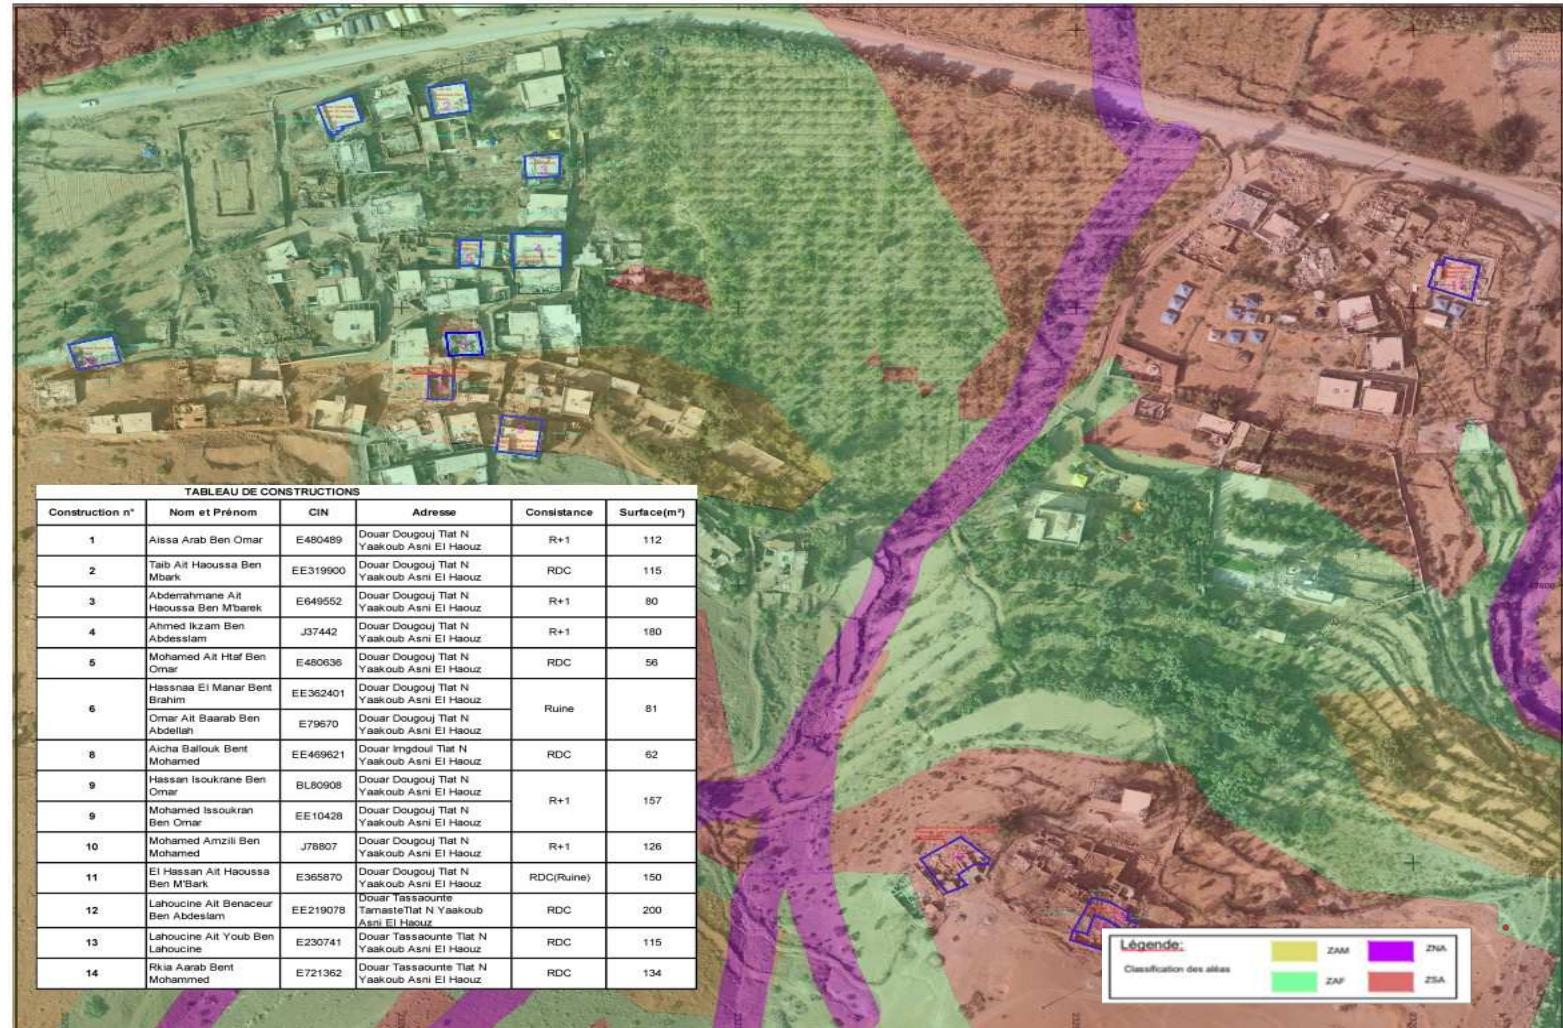 TABLEAU DE CONSTRUCTIONS
Construction n° Nom et Prénom CIN Adresse Consistance Surface(m²)
1 Aissa Arab Ben Omar E480489 Douar Dougouj Tlat N Yaakoub Asni El Haouz R+1 112
2 Taib Ait Haoussa Ben Mbark EE319900 Douar Dougouj Tlat N Yaakoub Asni El Haouz RDC 115
3 Abderrahmane Ait Haoussa Ben M'barek E649552 Douar Dougouj Tlat N Yaakoub Asni El Haouz R+1 80
4 Ahmed Ikzam Ben Abdesslam J37442 Douar Dougouj Tlat N Yaakoub Asni El Haouz R+1 180
5 Mohamed Ait Htaf Ben Omar E480636 Douar Dougouj Tlat N Yaakoub Asni El Haouz RDC 56
6 Hassnaa El Manar Bent Brahim EE362401 Douar Dougouj Tlat N Yaakoub Asni El Haouz Ruine 81
Omar Ait Baarab Ben Abdellah E79670 Douar Dougouj Tlat N Yaakoub Asni El Haouz
8 Aicha Ballouk Bent Mohamed EE469621 Douar Imgdoul Tlat N Yaakoub Asni El Haouz RDC 62
9 Hassan Isoukrane Ben Omar BL80908 Douar Dougouj Tlat N Yaakoub Asni El Haouz R+1 157
9 Mohamed Issoukran Ben Omar EE10428 Douar Dougouj Tlat N Yaakoub Asni El Haouz
10 Mohamed Amzili Ben Mohamed J78807 Douar Dougouj Tlat N Yaakoub Asni El Haouz R+1 126
11 El Hassan Ait Haoussa Ben M'Bark E365870 Douar Dougouj Tlat N Yaakoub Asni El Haouz RDC(Ruine) 150
12 Lahoucine Ait Benaceur Ben Abdeslam EE219078 Douar Tassaounte TamasteTlat N Yaakoub Asni El Haouz RDC 200
13 Lahoucine Ait Youb Ben Lahoucine E230741 Douar Tassaounte Tlat N Yaakoub Asni El Haouz RDC 115
14 Rkia Aarab Bent Mohammed E721362 Douar Tassaounte Tlat N Yaakoub Asni El Haouz RDC 134
Légende:
Classification des aléas
ZAM ZNA
ZAF ZSA